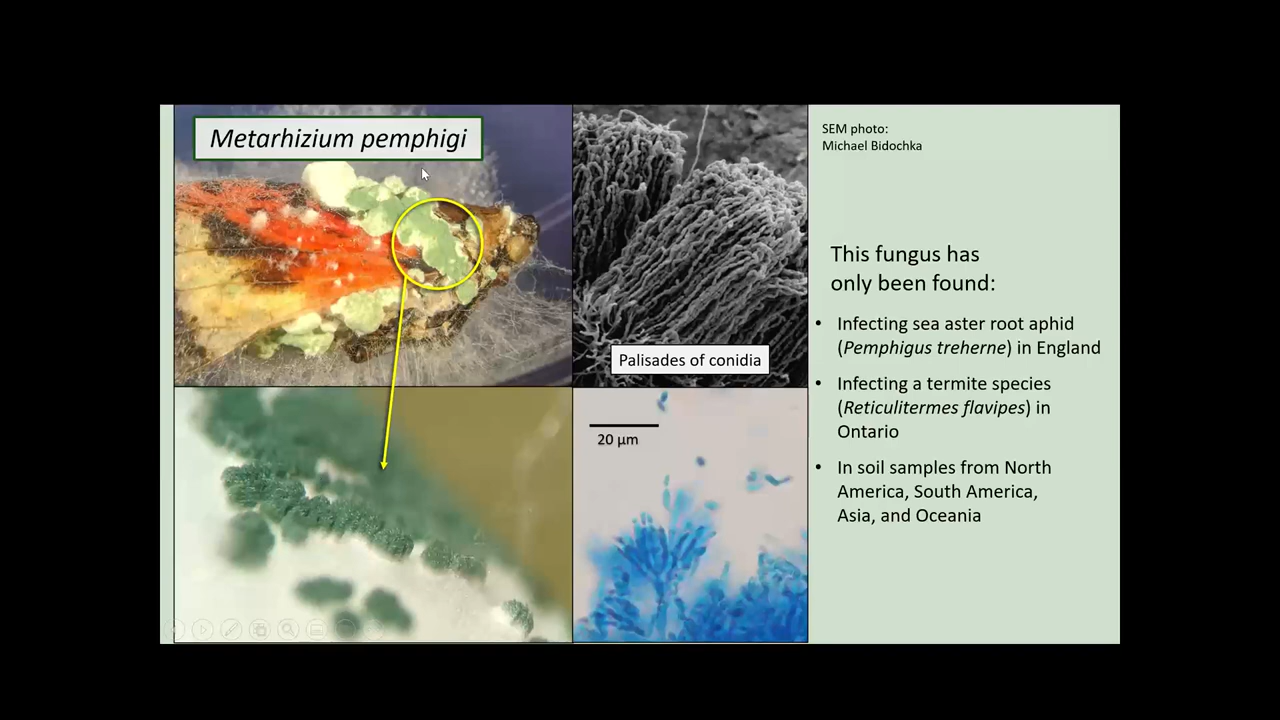 Metarhizium pemphigi
SEM photo:
Michael Bidochka
This fungus has
only been found:
• Infecting sea aster root aphid
(Pemphigus treherne) in England
• Infecting a termite species
(Reticulitermes flavipes) in
Ontario
• In soil samples from North
America, South America,
Asia, and Oceania
Palisades of conidia
20 µm